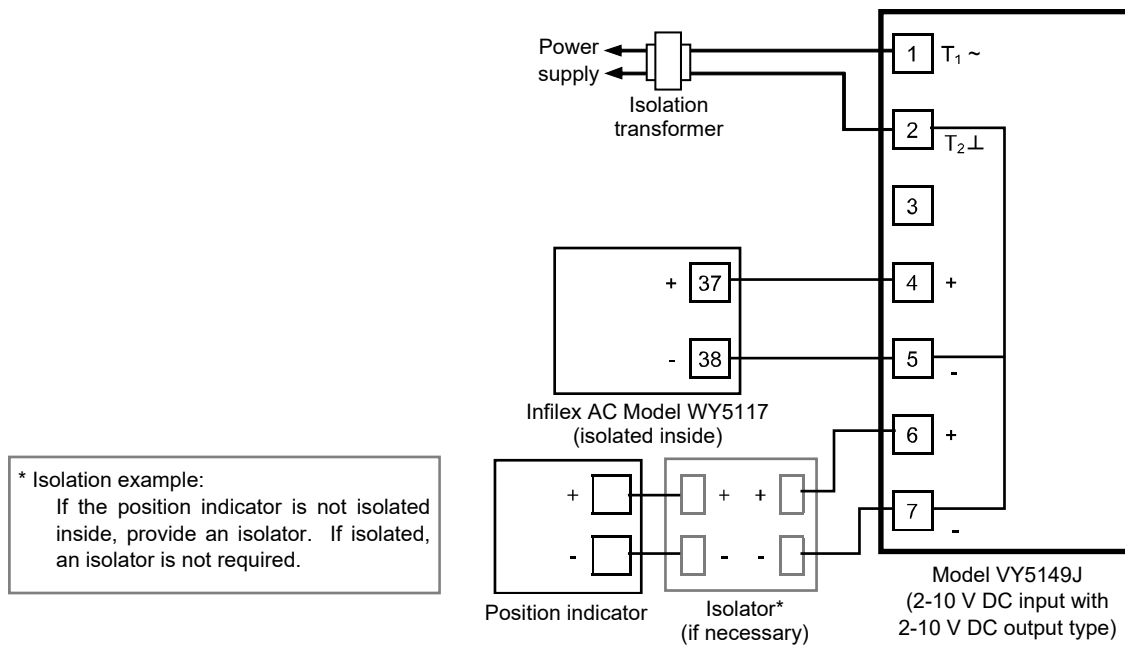 Power
supply
Isolation
transformer
1 T₁ ~
2 T₂⊥
3
+ 37 4 +
- 38 5 -
Infilex AC Model WY5117
(isolated inside)
6 +
7 -
* Isolation example:
If the position indicator is not isolated
inside, provide an isolator. If isolated,
an isolator is not required.
+ + +
- - -
Position indicator
Isolator*
(if necessary)
Model VY5149J
(2-10 V DC input with
2-10 V DC output type)